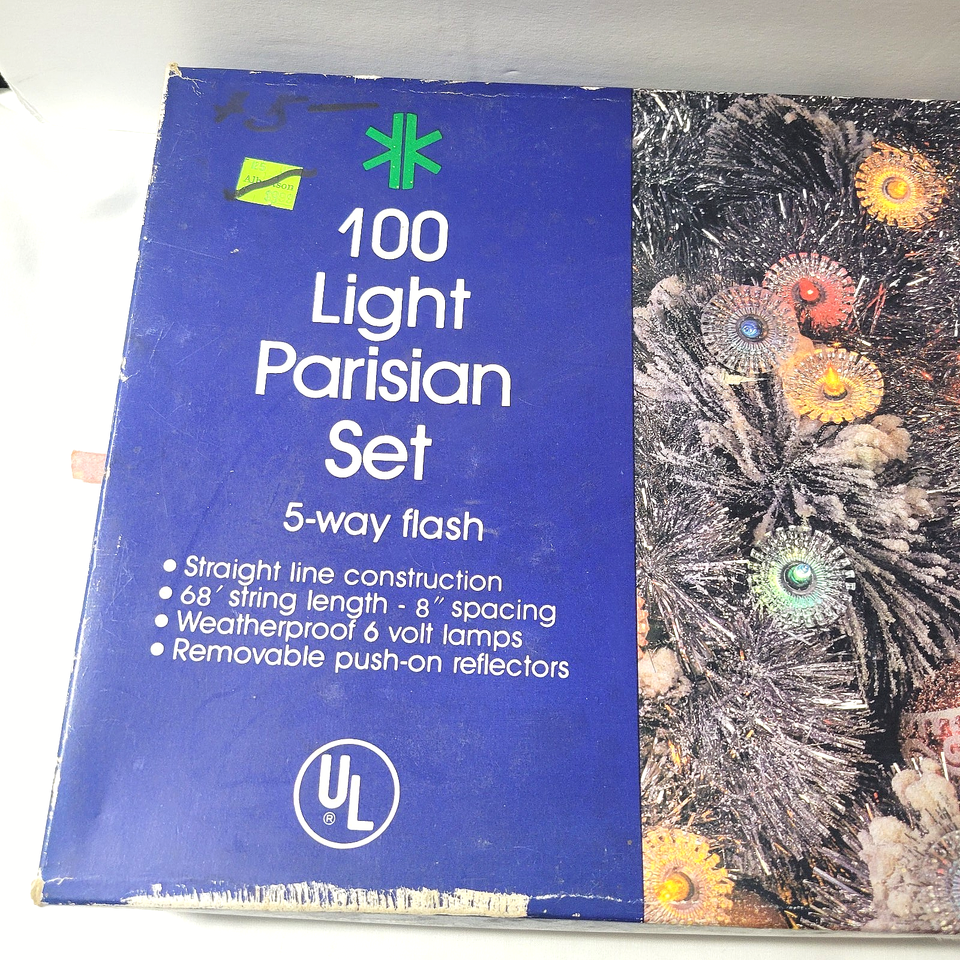 5 —
100
Light
Parisian
Set
5-way flash
• Straight line construction
• 68' string length - 8" spacing
• Weatherproof 6 volt lamps
• Removable push-on reflectors
UL
®